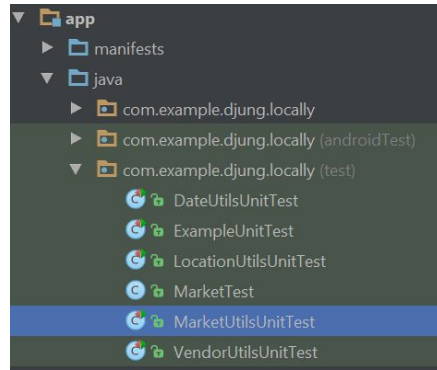 app
manifests
java
com.example.djung.locally
com.example.djung.locally (androidTest)
com.example.djung.locally (test)
DateUtilsUnitTest
ExampleUnitTest
LocationUtilsUnitTest
MarketTest
MarketUtilsUnitTest
VendorUtilsUnitTest